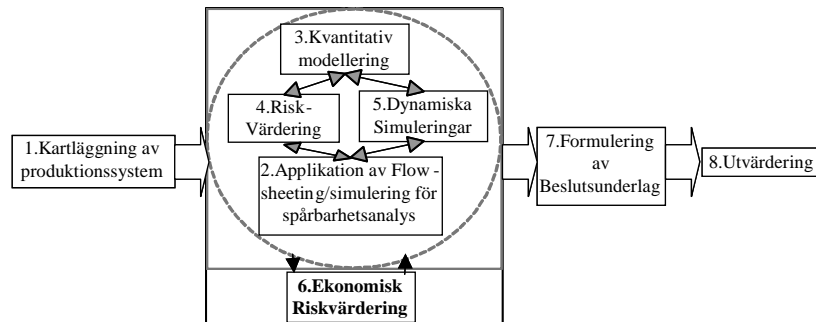 3.Kvantitativ
modellering
4.Risk-
Värdering
5.Dynamiska
Simuleringar
1.Kartläggning av
produktionssystem
2.Applikation av Flow -
sheeting/simulering för
spårbarhetsanalys
7.Formulering
av
Beslutsunderlag
8.Utvärdering
6.Ekonomisk
Riskvärdering